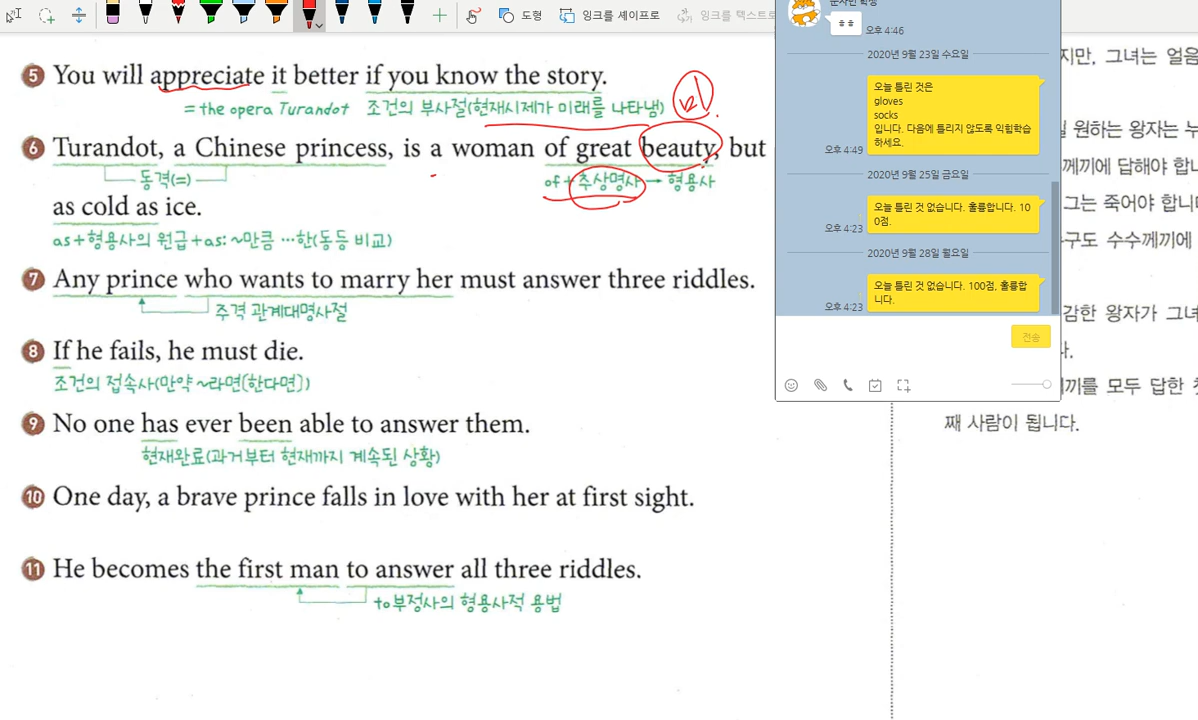 도형
잉크를 셰이프로
잉크를 텍스트로
5 You will appreciate it better if you know the story.
= the opera Turandot 조건의 부사절(현재시제가 미래를 나타냄)
6 Turandot, a Chinese princess, is a woman of great beauty, but
동격(=)
of + 추상명사 → 형용사
as cold as ice.
as+형용사의 원급+as: ~만큼 …한(동등 비교)
7 Any prince who wants to marry her must answer three riddles.
주격 관계대명사절
8 If he fails, he must die.
조건의 접속사(만약 ~라면[한다면])
9 No one has ever been able to answer them.
현재완료(과거부터 현재까지 계속된 상황)
10 One day, a brave prince falls in love with her at first sight.
11 He becomes the first man to answer all three riddles.
to부정사의 형용사적 용법
ㅎㅎ
오후 4:46
2020년 9월 23일 수요일
오늘 틀린 것은
gloves
socks
입니다. 다음에 틀리지 않도록 익힘학습
하세요.
오후 4:49
2020년 9월 25일 금요일
오늘 틀린 것 없습니다. 훌륭합니다. 10
0점.
오후 4:23
2020년 9월 28일 월요일
오늘 틀린 것 없습니다. 100점. 훌륭합
니다.
오후 4:23
전송
지만, 그녀는 얼음
원하는 왕자는 누
께끼에 답해야 합니
그는 죽어야 합니다
구도 수수께끼에
감한 왕자가 그녀
다.
끼를 모두 답한 첫
째 사람이 됩니다.